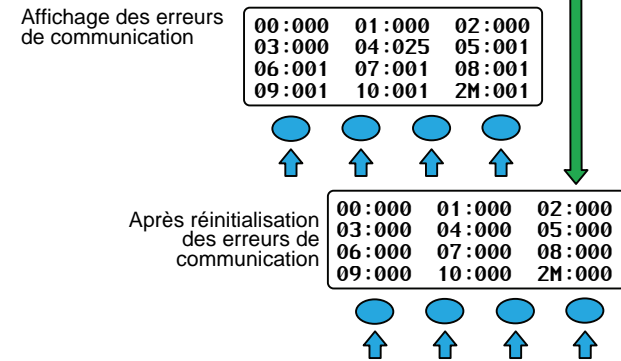 Affichage des erreurs
de communication
00:000 01:000 02:000
03:000 04:025 05:001
06:001 07:001 08:001
09:001 10:001 2M:001
Après réinitialisation
des erreurs de
communication
00:000 01:000 02:000
03:000 04:000 05:000
06:000 07:000 08:000
09:000 10:000 2M:000